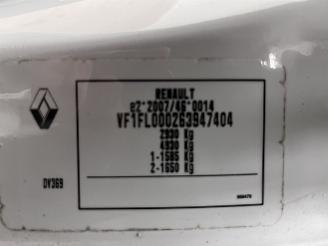 RENAULT
e2*2007/46*0014
VF1FL000263947404
2930 Kg
4930 Kg
1-1585 Kg
2-1650 Kg
DV369